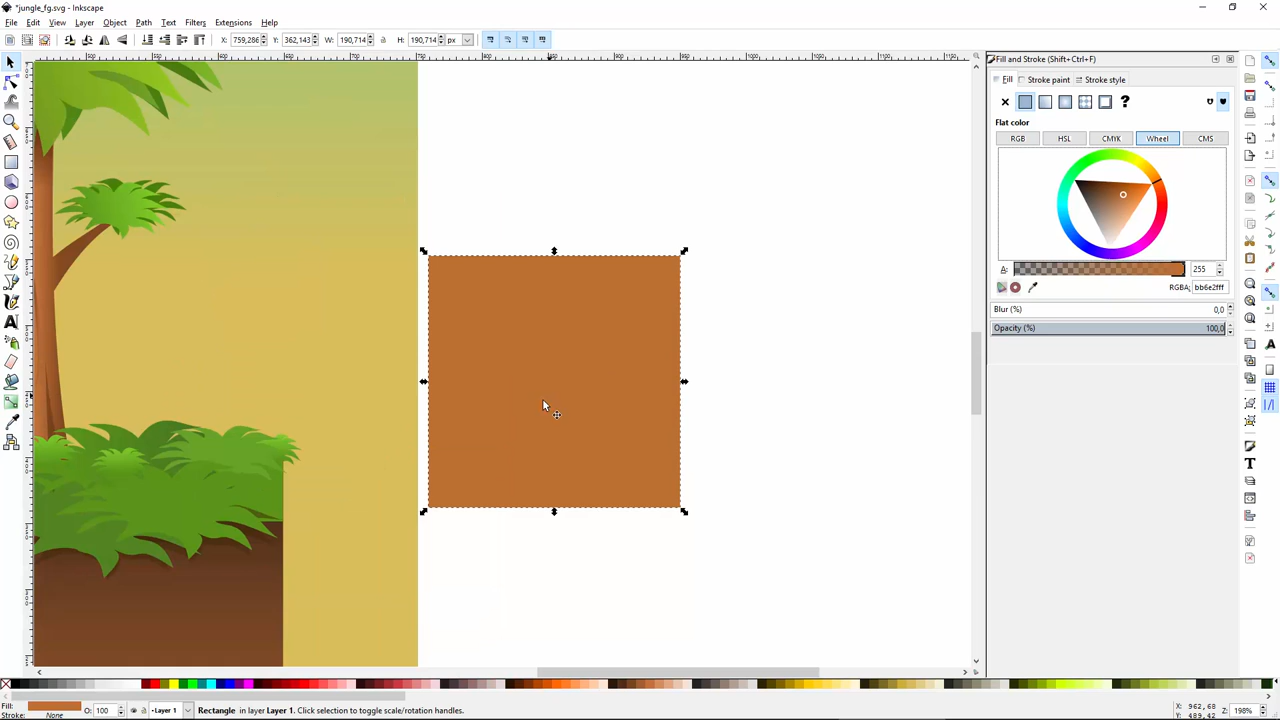 *jungle_fg.svg - Inkscape
File Edit View Layer Object Path Text Filters Extensions Help
X: 759,286 Y: 362,143 W: 190,714 H: 190,714 px
Fill and Stroke (Shift+Ctrl+F)
Fill Stroke paint Stroke style
?
Flat color
RGB HSL CMYK Wheel CMS
A: 255
RGBA: bb6e2fff
Blur (%) 0,0
Opacity (%) 100,0
Fill: O: 100 Layer 1 Rectangle in layer Layer 1. Click selection to toggle scale/rotation handles. X: 962,68 Z: 198%
Stroke: None Y: 489,42